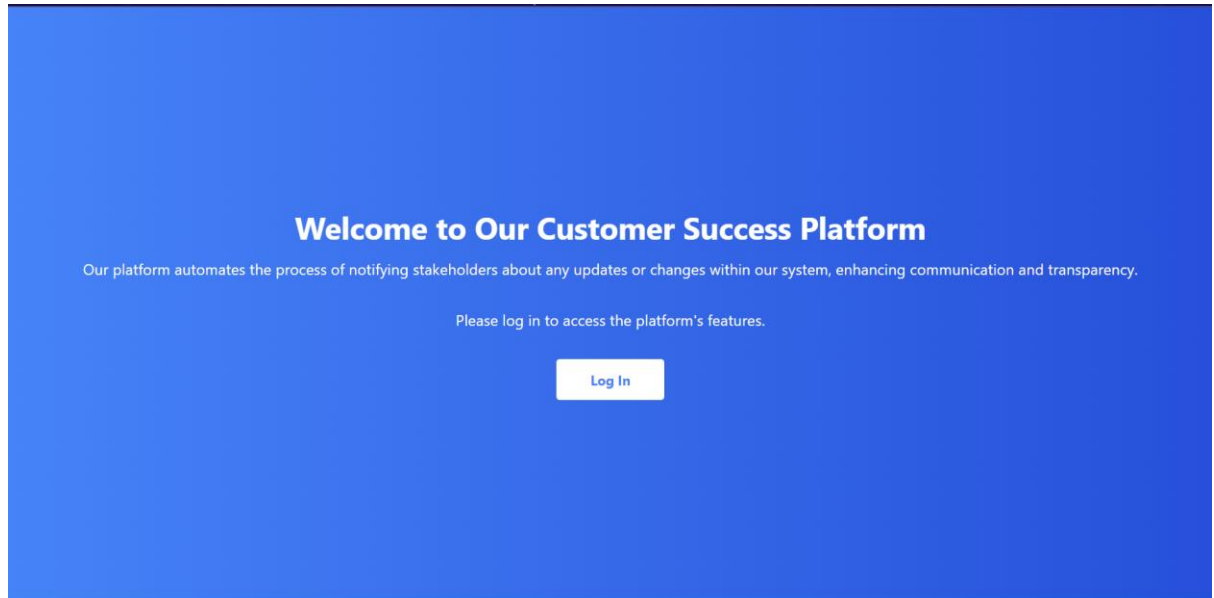 Welcome to Our Customer Success Platform
Our platform automates the process of notifying stakeholders about any updates or changes within our system, enhancing communication and transparency.
Please log in to access the platform's features.
Log In